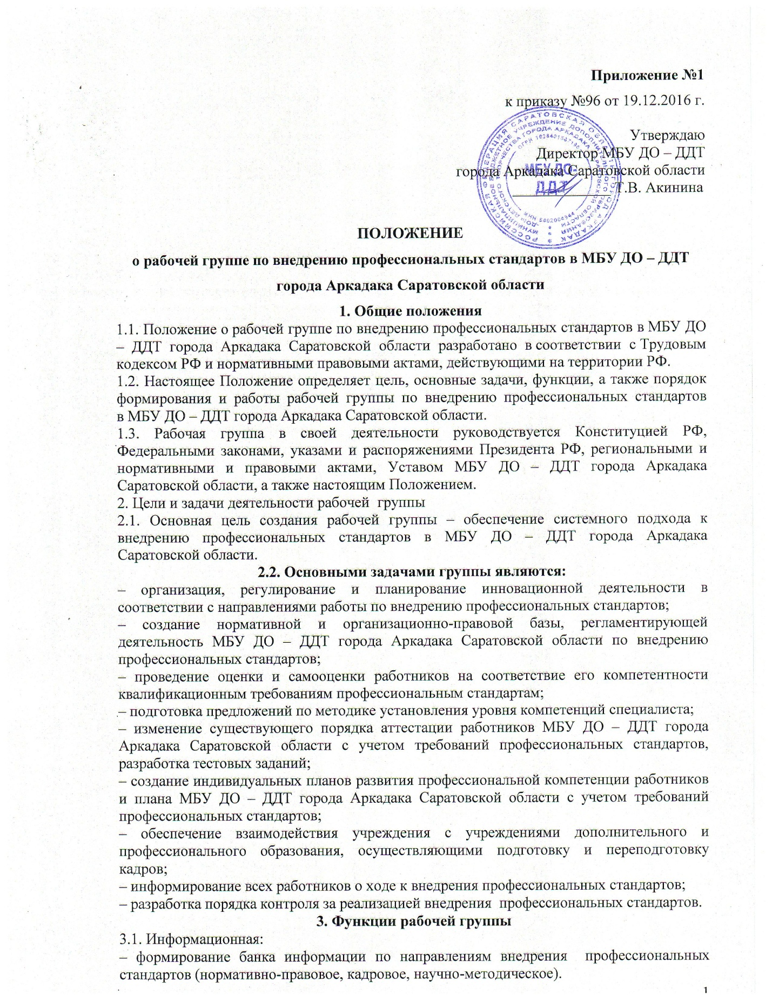 Приложение №1
к приказу №96 от 19.12.2016 г.
Утверждаю
Директор МБУ ДО – ДДТ
города Аркадака Саратовской области
Т.В. Акинина
РОССИЙСКАЯ ФЕДЕРАЦИЯ САРАТОВСКАЯ ОБЛАСТЬ ГОРОД АРКАДАК
МБУ ДО-
ДДТ
ПОЛОЖЕНИЕ
о рабочей группе по внедрению профессиональных стандартов в МБУ ДО – ДДТ
города Аркадака Саратовской области
1. Общие положения
1.1. Положение о рабочей группе по внедрению профессиональных стандартов в МБУ ДО
– ДДТ города Аркадака Саратовской области разработано в соответствии с Трудовым
кодексом РФ и нормативными правовыми актами, действующими на территории РФ.
1.2. Настоящее Положение определяет цель, основные задачи, функции, а также порядок
формирования и работы рабочей группы по внедрению профессиональных стандартов
в МБУ ДО – ДДТ города Аркадака Саратовской области.
1.3. Рабочая группа в своей деятельности руководствуется Конституцией РФ,
Федеральными законами, указами и распоряжениями Президента РФ, региональными и
нормативными и правовыми актами, Уставом МБУ ДО – ДДТ города Аркадака
Саратовской области, а также настоящим Положением.
2. Цели и задачи деятельности рабочей группы
2.1. Основная цель создания рабочей группы – обеспечение системного подхода к
внедрению профессиональных стандартов в МБУ ДО – ДДТ города Аркадака
Саратовской области.
2.2. Основными задачами группы являются:
– организация, регулирование и планирование инновационной деятельности в
соответствии с направлениями работы по внедрению профессиональных стандартов;
– создание нормативной и организационно-правовой базы, регламентирующей
деятельность МБУ ДО – ДДТ города Аркадака Саратовской области по внедрению
профессиональных стандартов;
– проведение оценки и самооценки работников на соответствие его компетентности
квалификационным требованиям профессиональным стандартам;
– подготовка предложений по методике установления уровня компетенций специалиста;
– изменение существующего порядка аттестации работников МБУ ДО – ДДТ города
Аркадака Саратовской области с учетом требований профессиональных стандартов,
разработка тестовых заданий;
– создание индивидуальных планов развития профессиональной компетенции работников
и плана МБУ ДО – ДДТ города Аркадака Саратовской области с учетом требований
профессиональных стандартов;
– обеспечение взаимодействия учреждения с учреждениями дополнительного и
профессионального образования, осуществляющими подготовку и переподготовку
кадров;
– информирование всех работников о ходе к внедрения профессиональных стандартов;
– разработка порядка контроля за реализацией внедрения профессиональных стандартов.
3. Функции рабочей группы
3.1. Информационная:
– формирование банка информации по направлениям внедрения профессиональных
стандартов (нормативно-правовое, кадровое, научно-методическое).
1